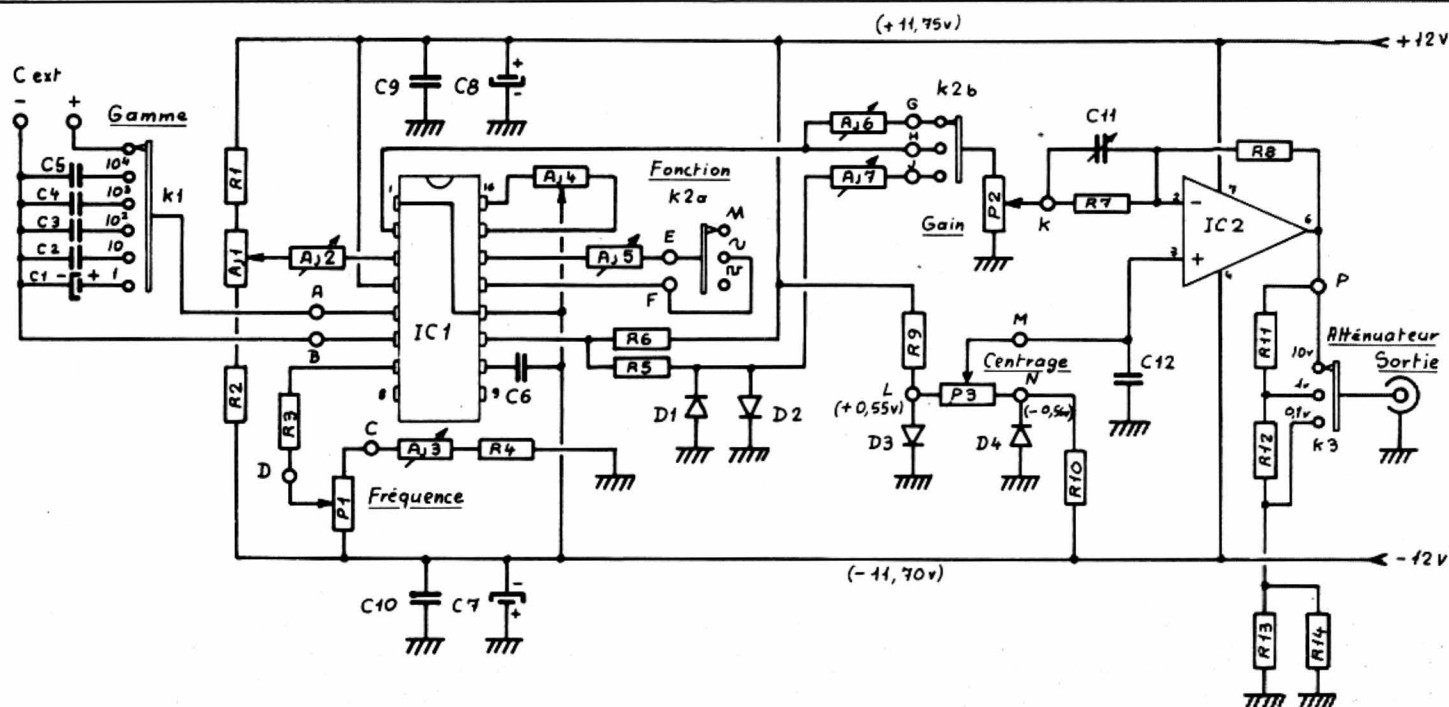 (+11,75v)
+12v
C ext
-
+
Gamme
C5
10⁴
C4
10³
k1
C3
10²
C2
10
C1
-
+
1
R1
Aj1
R2
Aj2
A
B
C9
C8
+
-
1
16
8
9
IC1
Aj4
Fonction
k2a
M
Aj5
E
F
R6
R5
C6
R3
D
C
Aj3
R4
P1
Fréquence
D1
D2
Aj6
G
H
J
Aj7
k2b
P2
Gain
k
C11
R7
R8
2
-
7
IC2
6
3
+
4
P
R9
M
Centrage
L
(+0,55v)
P3
N
(-0,56v)
D3
D4
R10
C12
R11
Atténuateur
Sortie
10v
1v
0,1v
k3
R12
-12v
(-11,70v)
C10
C7
-
+
R13
R14